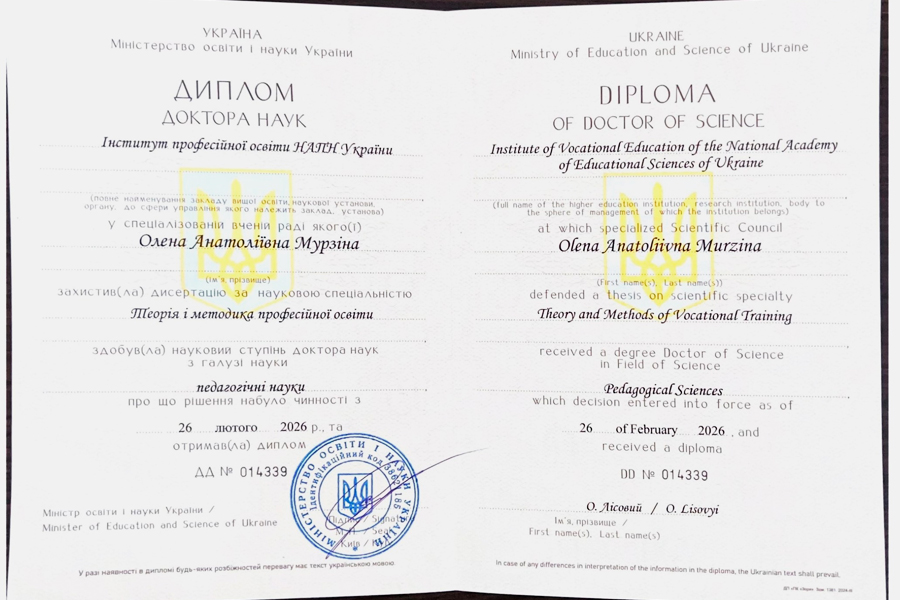 УКРАЇНА
Міністерство освіти і науки України
ДИПЛОМ
ДОКТОРА НАУК
Інститут професійної освіти НАПН України
(повне найменування закладу вищої освіти, наукової установи,
органу, до сфери управління якого належить заклад, установа)
у спеціалізованій вченій раді якого(ї)
Олена Анатоліївна Мурзіна
(ім'я, прізвище)
захистив(ла) дисертацію за науковою спеціальністю
Теорія і методика професійної освіти
здобув(ла) науковий ступінь доктора наук
з галузі науки
педагогічні науки
про що рішення набуло чинності з
26 лютого 2026 р., та
отримав(ла) диплом
ДД № 014339
Міністр освіти і науки України /
Minister of Education and Science of Ukraine
МІНІСТЕРСТВО ОСВІТИ І НАУКИ УКРАЇНИ
Ідентифікаційний код
У разі наявності в дипломі будь-яких розбіжностей перевагу має текст українською мовою
UKRAINE
Ministry of Education and Science of Ukraine
DIPLOMA
OF DOCTOR OF SCIENCE
Institute of Vocational Education of the National Academy
of Educational Sciences of Ukraine
(full name of the higher education institution, research institution, body to
the sphere of management of which the institution belongs)
at which specialized Scientific Council
Olena Anatoliivna Murzina
(First name(s), Last name(s))
defended a thesis on scientific specialty
Theory and Methods of Vocational Training
received a degree Doctor of Science
in Field of Science
Pedagogical Sciences
which decision entered into force as of
26 of February 2026 , and
received a diploma
DD № 014339
О. Лісовий / O. Lisovyi
Ім'я, прізвище /
First name(s), Last name(s)
In case of any differences in interpretation of the information in the diploma, the Ukrainian text shall prevail.